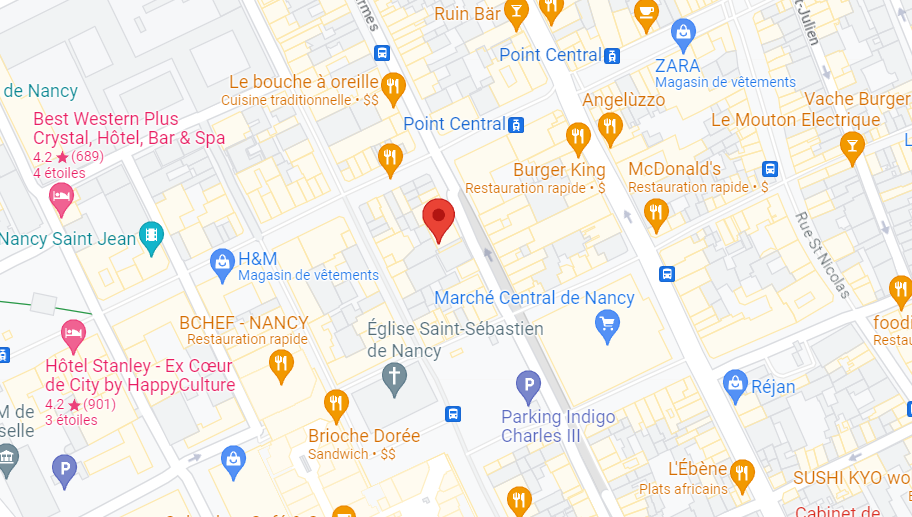 Ruin Bär
Point Central
ZARA
Magasin de vêtements
t-Julien
de Nancy
Le bouche à oreille
Cuisine traditionnelle • $$
Angelùzzo
Vache Burger
Le Mouton Electrique
Best Western Plus
Crystal, Hôtel, Bar & Spa
4.2 ★ (689)
4 étoiles
Point Central
Burger King
Restauration rapide • $
McDonald's
Restauration rapide • $
Nancy Saint Jean
H&M
Magasin de vêtements
Rue St Nicolas
Marché Central de Nancy
BCHEF - NANCY
Restauration rapide
Église Saint-Sébastien
de Nancy
foodi
Restau
Hôtel Stanley - Ex Cœur
de City by HappyCulture
4.2 ★ (901)
3 étoiles
P
Parking Indigo
Charles III
Réjan
M de
selle
Brioche Dorée
Sandwich • $$
P
L'Ébène
Plats africains
SUSHI KYO wo
Cabinet de